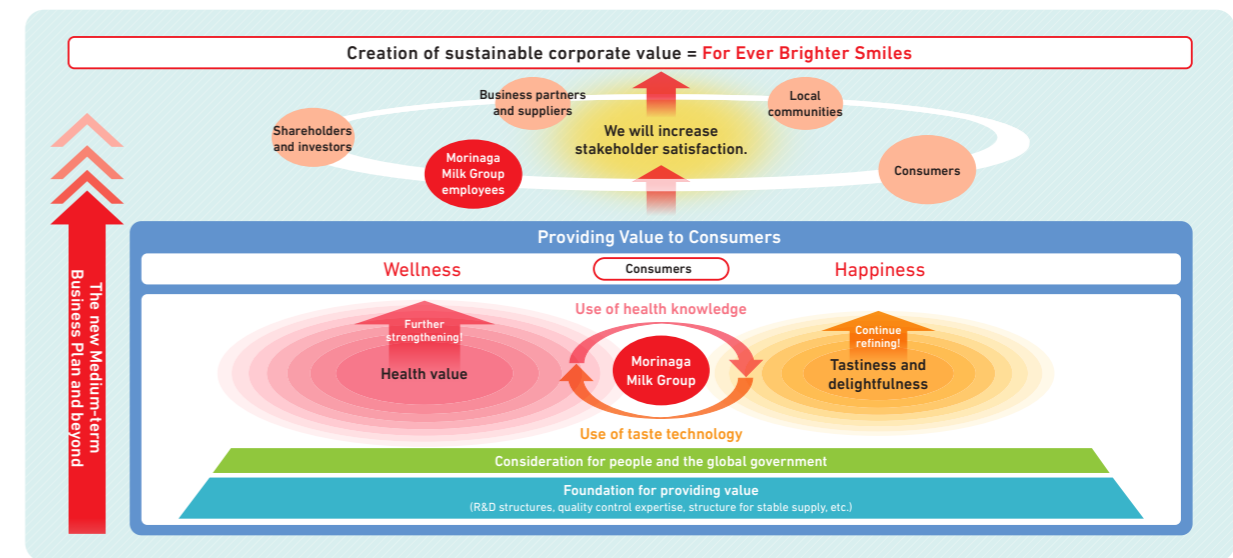 Creation of sustainable corporate value = For Ever Brighter Smiles
Business partners
and suppliers
Local
communities
Shareholders
and investors
We will increase
stakeholder satisfaction.
Morinaga
Milk Group
employees
Consumers
The new Medium-term
Business Plan and beyond
Providing Value to Consumers
Wellness
Consumers
Happiness
Use of health knowledge
Further
strengthening!
Continue
refining!
Health value
Morinaga
Milk Group
Tastiness and
delightfulness
Use of taste technology
Consideration for people and the global government
Foundation for providing value
(R&D structures, quality control expertise, structure for stable supply, etc.)